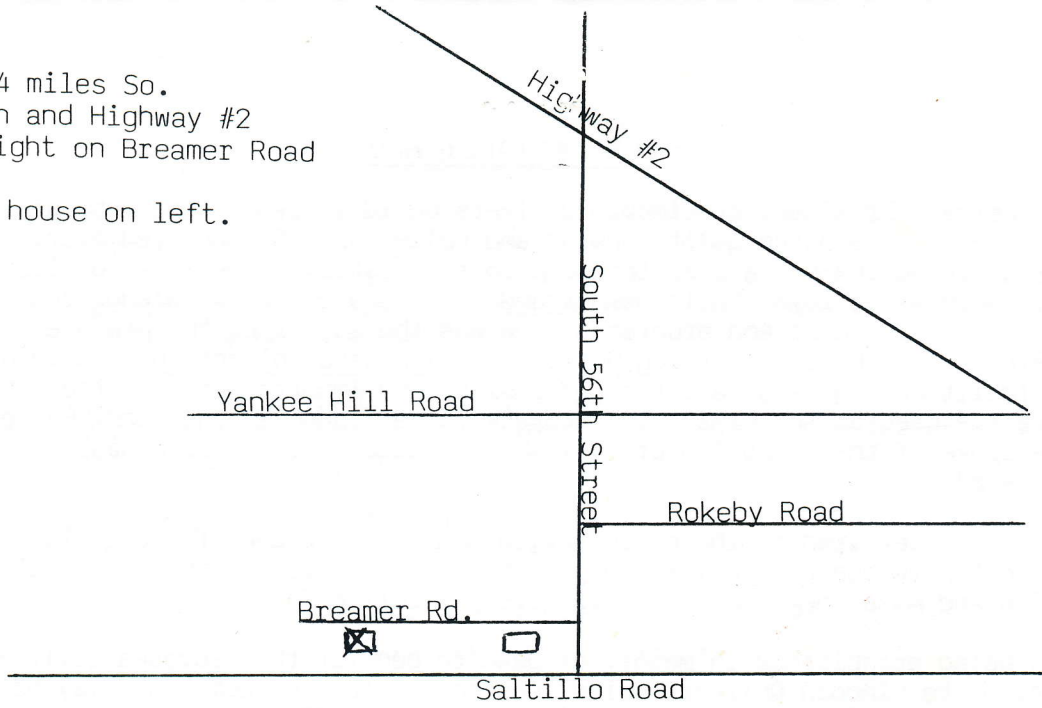 4 miles So.
and Highway #2
right on Breamer Road
house on left.
Highway #2
South 56th Street
Yankee Hill Road
Rokeby Road
Breamer Rd.
Saltillo Road